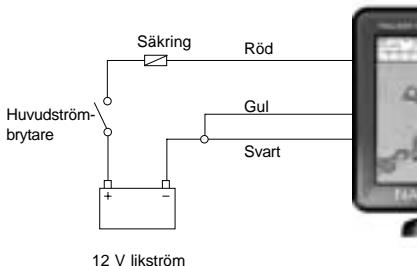 Säkring
Röd
Gul
Huvudström-
brytare
Svart
+ −
12 V likström